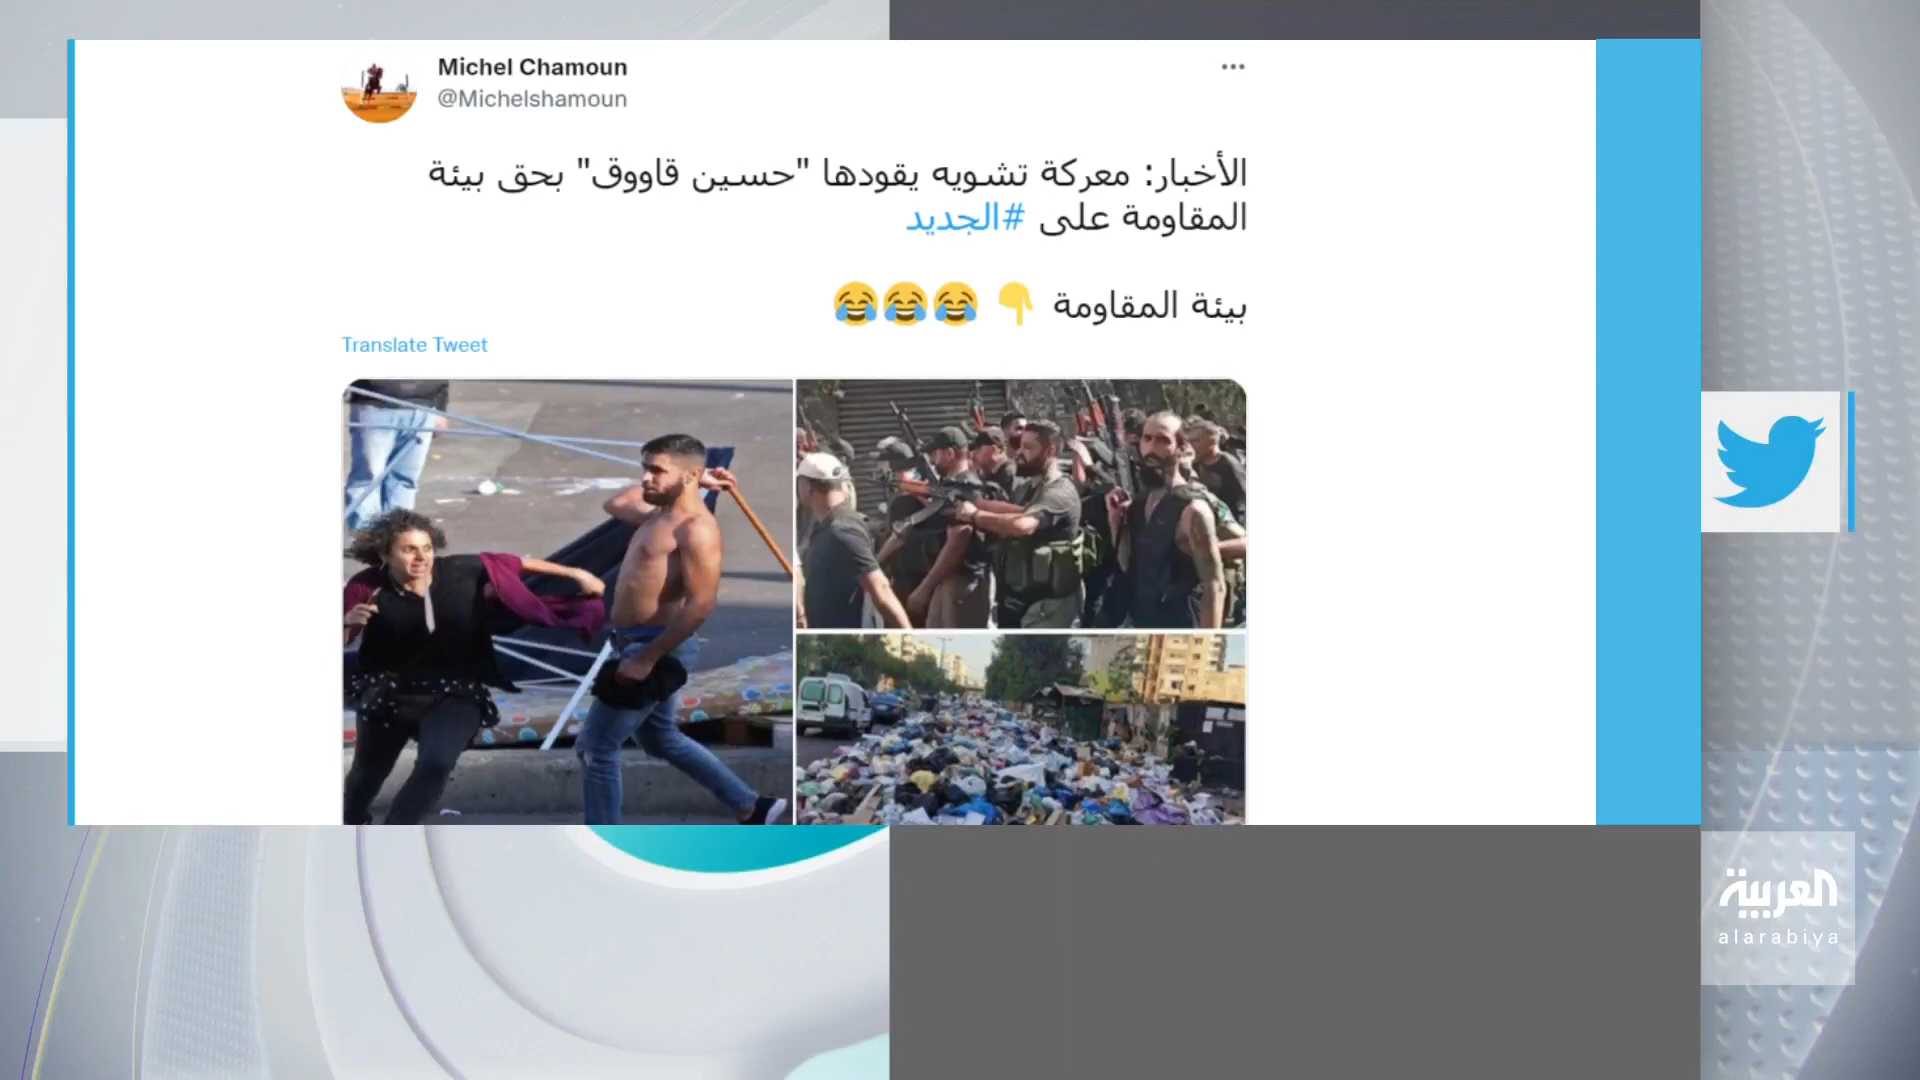 Michel Chamoun
@Michelshamoun
الأخبار: معركة تشويه يقودها "حسين قاووق" بحق بيئة
المقاومة على #الجديد
بيئة المقاومة 👇 😂😂😂
Translate Tweet
العربية
alarabiya